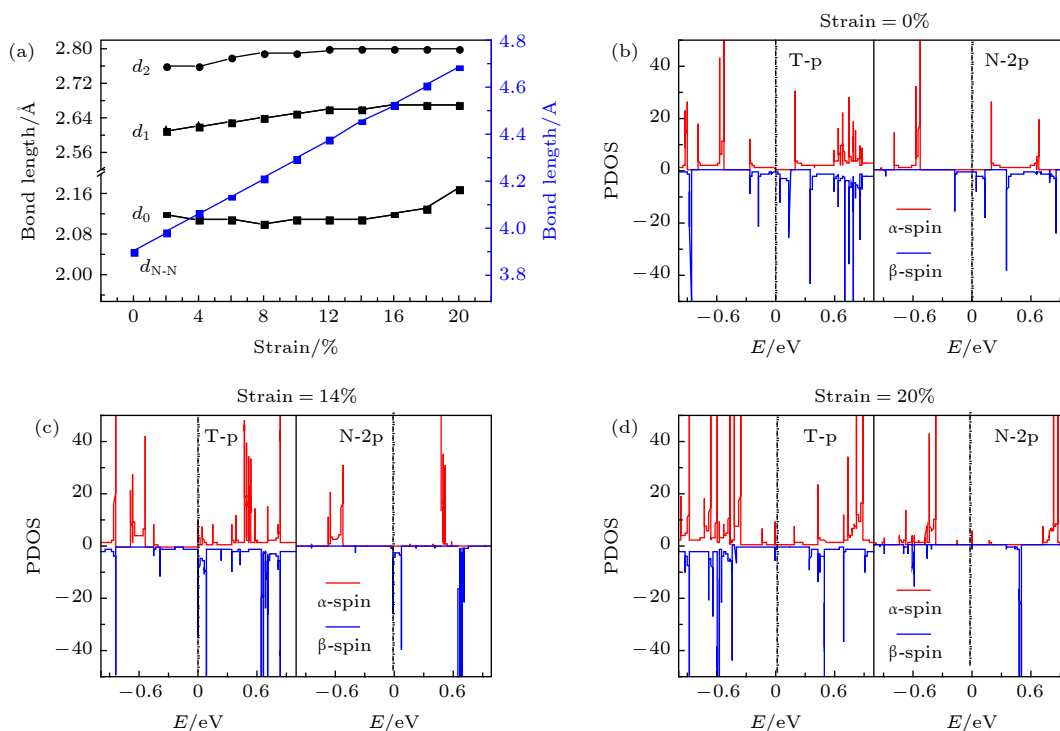 (a)
Bond length/Å
2.80
2.72
2.64
2.56
2.16
2.08
2.00
d2
d1
d0
dN-N
4.8
4.6
4.5
4.2
4.0
3.8
Bond length/Å
0
4
8
12
16
20
Strain/%
Strain = 0%
(b)
PDOS
40
20
0
−20
−40
T-p
N-2p
α-spin
β-spin
−0.6
0
0.6
−0.6
0
0.6
E/eV
E/eV
Strain = 14%
(c)
PDOS
40
20
0
−20
−40
T-p
N-2p
α-spin
β-spin
−0.6
0
0.6
−0.6
0
0.6
E/eV
E/eV
Strain = 20%
(d)
PDOS
40
20
0
−20
−40
T-p
N-2p
α-spin
β-spin
−0.6
0
0.6
−0.6
0
0.6
E/eV
E/eV